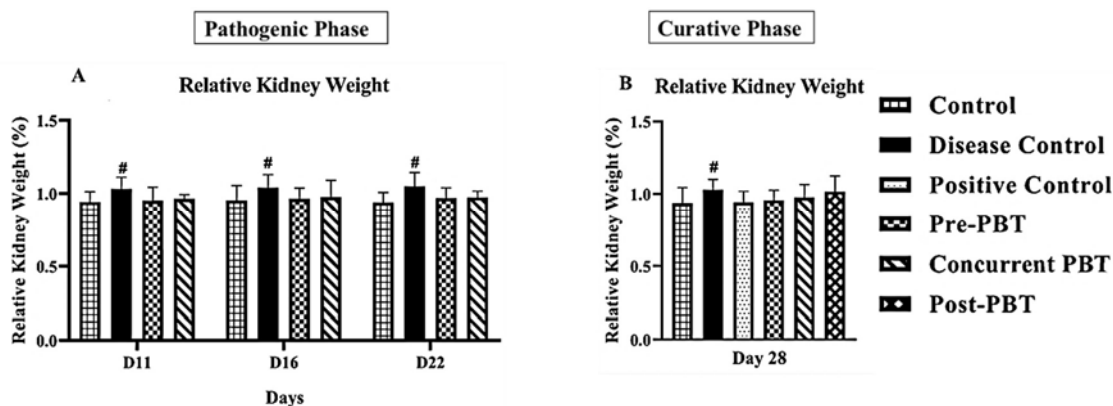 Pathogenic Phase
Curative Phase
A
Relative Kidney Weight
Relative Kidney Weight (%)
1.5
1.0
0.5
0.0
# # #
D11 D16 D22
Days
B Relative Kidney Weight
Relative Kidney Weight (%)
1.5
1.0
0.5
0.0
#
Day 28
Control
Disease Control
Positive Control
Pre-PBT
Concurrent PBT
Post-PBT